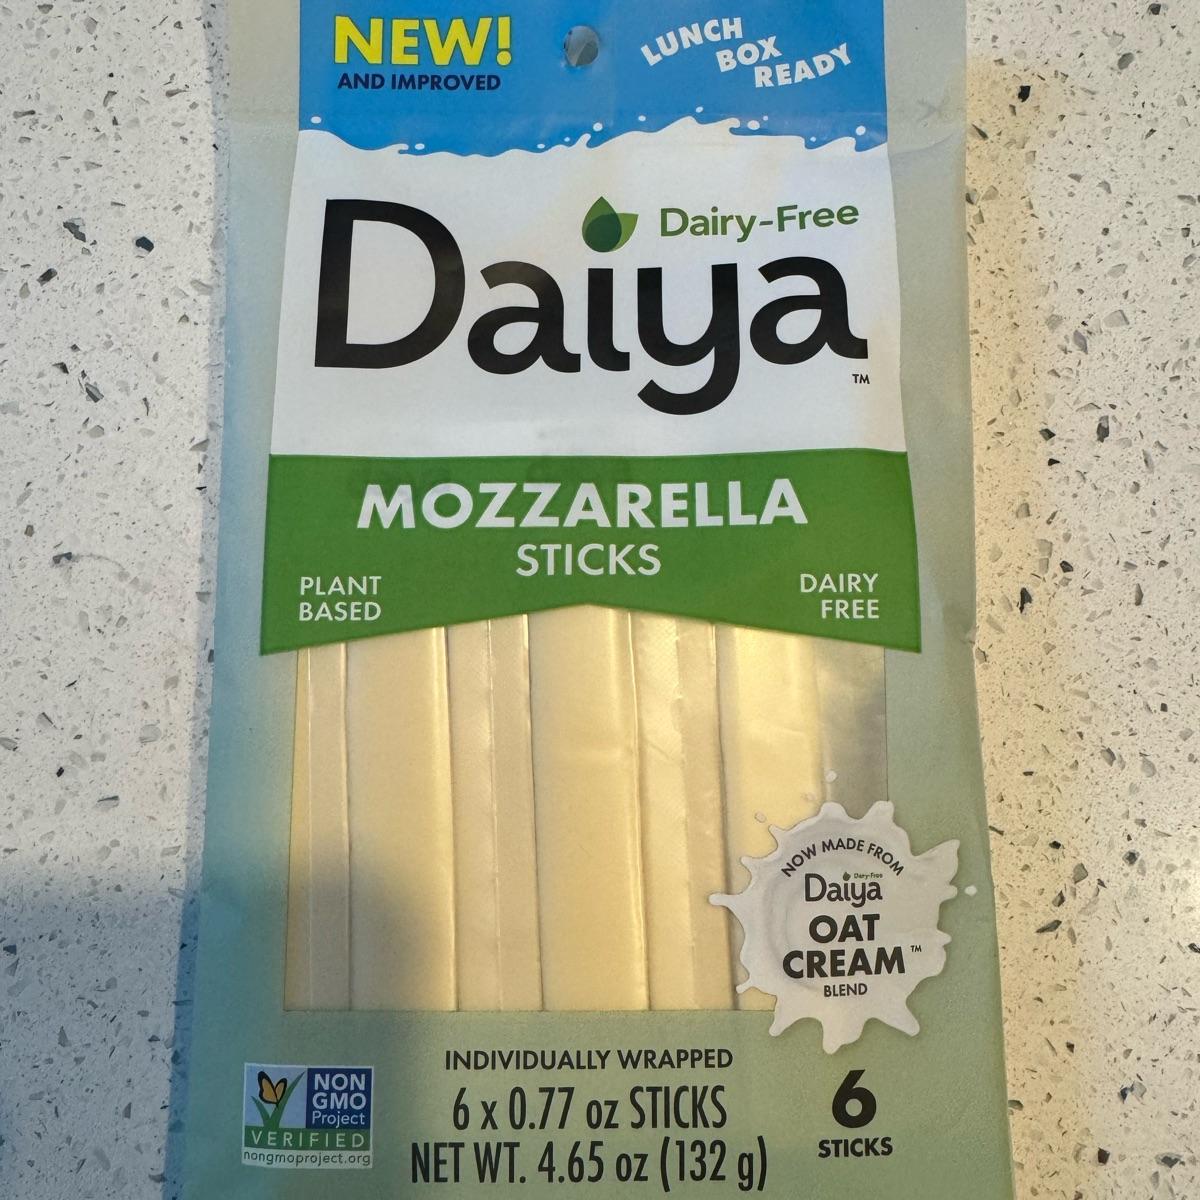 NEW!
AND IMPROVED
LUNCH
BOX
READY
Dairy-Free
Daiya™
MOZZARELLA
STICKS
PLANT
BASED
DAIRY
FREE
NOW MADE FROM
Dairy-Free
Daiya
OAT
CREAM™
BLEND
INDIVIDUALLY WRAPPED
6 x 0.77 oz STICKS
NET WT. 4.65 oz (132 g)
6
STICKS
NON
GMO
Project
VERIFIED
nongmoproject.org